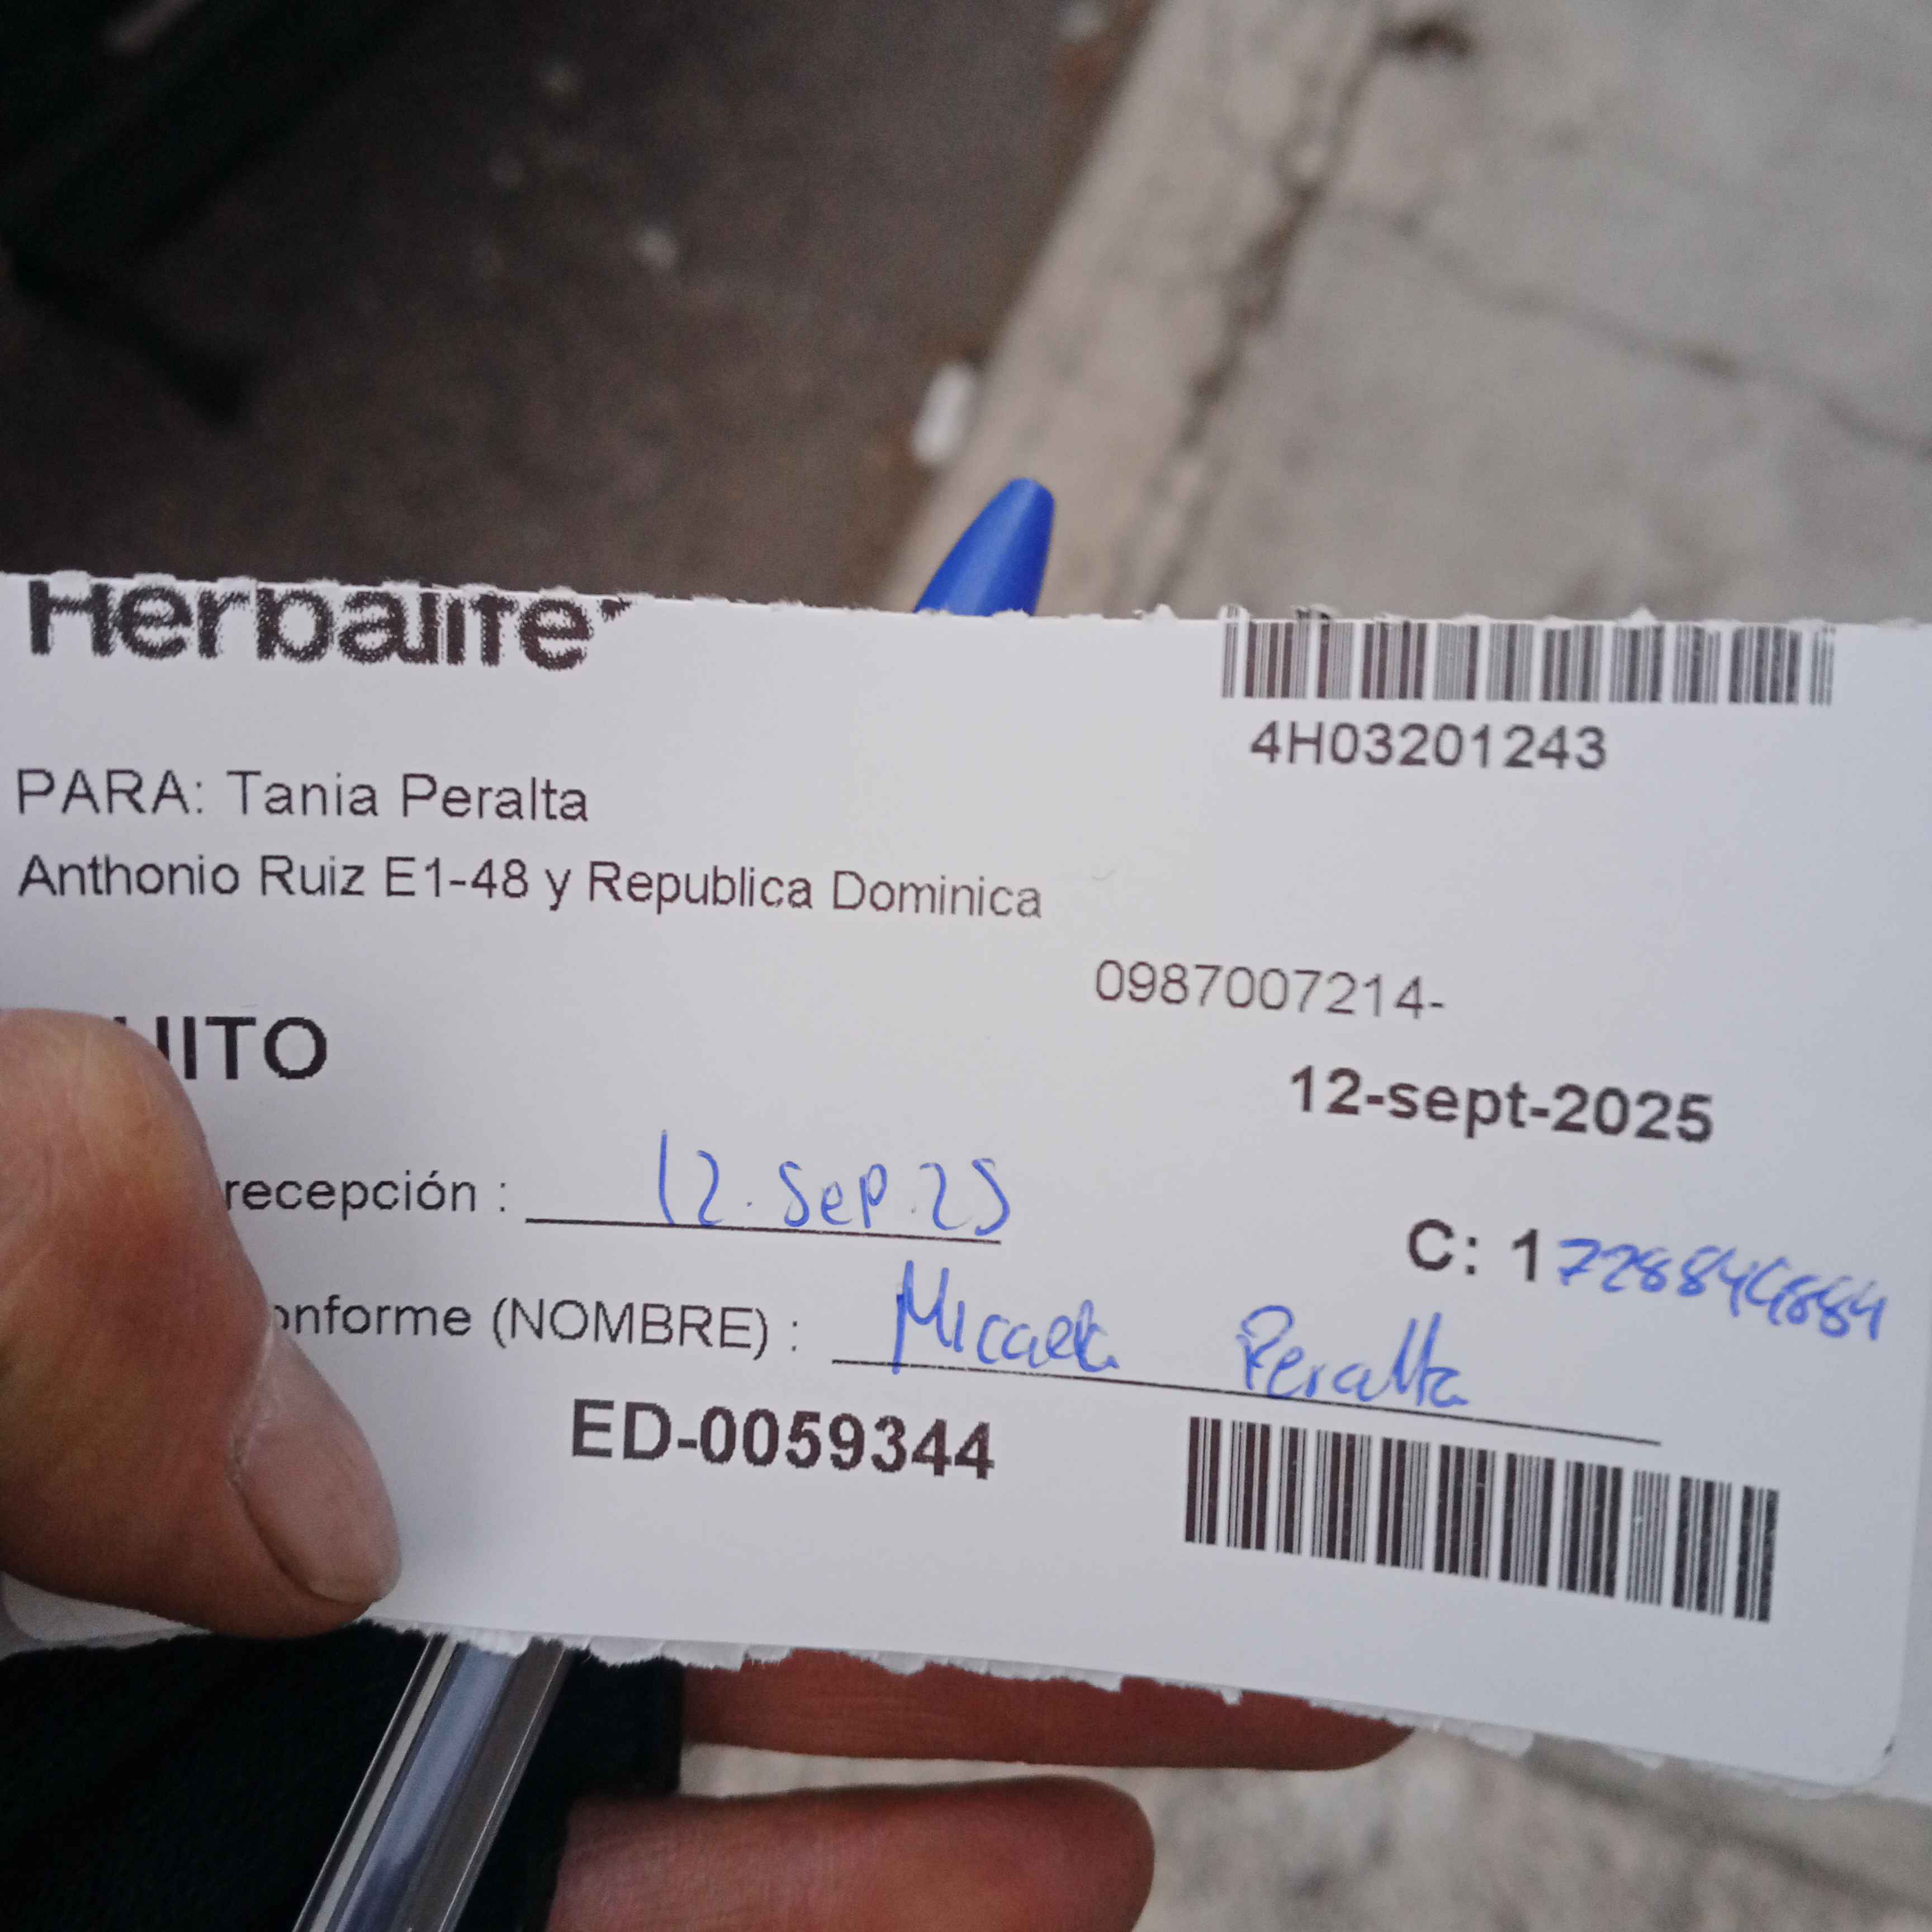 Herbalife
4H03201243
PARA: Tania Peralta
Anthonio Ruiz E1-48 y Republica Dominica
0987007214-
UITO
12-sept-2025
recepción : 12. Sep. 25
C: 1
onforme (NOMBRE) : Micaela Peralta
ED-0059344